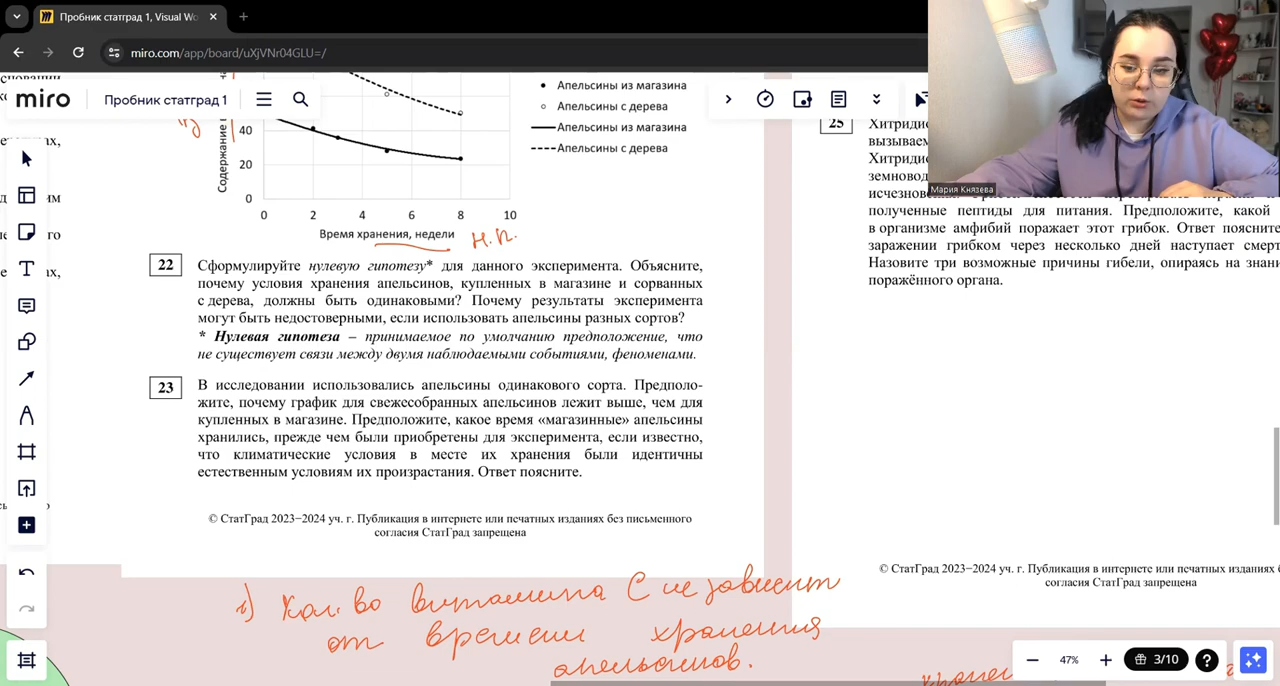 Пробник статград 1, Visual Wo
miro.com/app/board/uXjVNr04GLU=/
miro
Пробник статград 1
Апельсины из магазина
Апельсины с дерева
Апельсины из магазина
Апельсины с дерева
40
20
0
0 2 4 6 8 10
Содержание
Время хранения, недели
н.п.
22
Сформулируйте нулевую гипотезу* для данного эксперимента. Объясните,
почему условия хранения апельсинов, купленных в магазине и сорванных
с дерева, должны быть одинаковыми? Почему результаты эксперимента
могут быть недостоверными, если использовать апельсины разных сортов?
* Нулевая гипотеза – принимаемое по умолчанию предположение, что
не существует связи между двумя наблюдаемыми событиями, феноменами.
23
В исследовании использовались апельсины одинакового сорта. Предполо-
жите, почему график для свежесобранных апельсинов лежит выше, чем для
купленных в магазине. Предположите, какое время «магазинные» апельсины
хранились, прежде чем были приобретены для эксперимента, если известно,
что климатические условия в месте их хранения были идентичны
естественным условиям их произрастания. Ответ поясните.
© СтатГрад 2023−2024 уч. г. Публикация в интернете или печатных изданиях без письменного
согласия СтатГрад запрещена
1) Кол-во витамина С не зависит
от времени хранения
апельсинов.
25
Хитридио
вызываем
Хитридио
земновод
исчезнове
полученные пептиды для питания. Предположите, какой
в организме амфибий поражает этот грибок. Ответ поясните
заражении грибком через несколько дней наступает смерт
Назовите три возможные причины гибели, опираясь на знани
поражённого органа.
© СтатГрад 2023−2024 уч. г. Публикация в интернете или печатных изданиях б
согласия СтатГрад запрещена
Мария Князева
47%
3/10